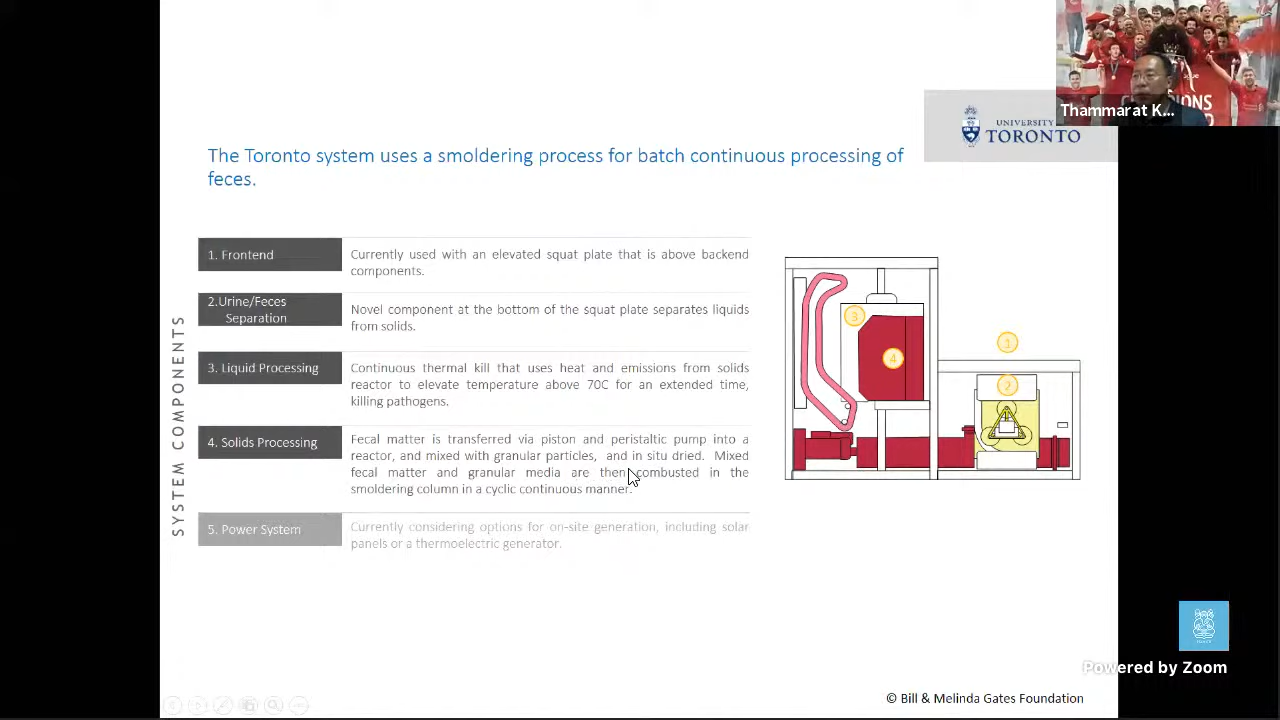 Thammarat K...
IONS
UNIVERSITY
TORONTO
The Toronto system uses a smoldering process for batch continuous processing of
feces.
SYSTEM COMPONENTS
1. Frontend
Currently used with an elevated squat plate that is above backend
components.
2.Urine/Feces
Separation
Novel component at the bottom of the squat plate separates liquids
from solids.
3. Liquid Processing
Continuous thermal kill that uses heat and emissions from solids
reactor to elevate temperature above 70C for an extended time,
killing pathogens.
4. Solids Processing
Fecal matter is transferred via piston and peristaltic pump into a
reactor, and mixed with granular particles, and in situ dried. Mixed
fecal matter and granular media are then combusted in the
smoldering column in a cyclic continuous manner.
5. Power System
Currently considering options for on-site generation, including solar
panels or a thermoelectric generator.
3
4
1
2
Powered by Zoom
© Bill & Melinda Gates Foundation